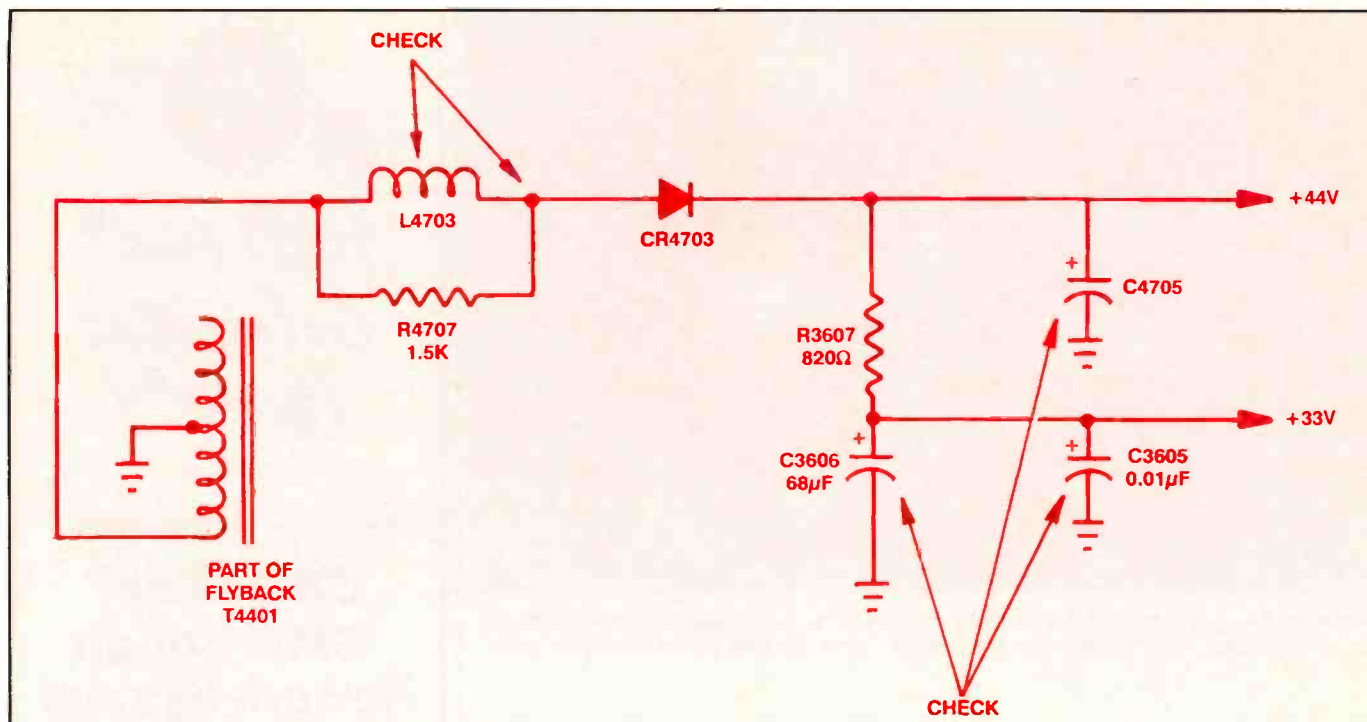 CHECK
L4703
R4707
1.5K
CR4703
+44V
+
C4705
R3607
820Ω
+33V
+
C3606
68μF
+
C3605
0.01μF
PART OF
FLYBACK
T4401
CHECK